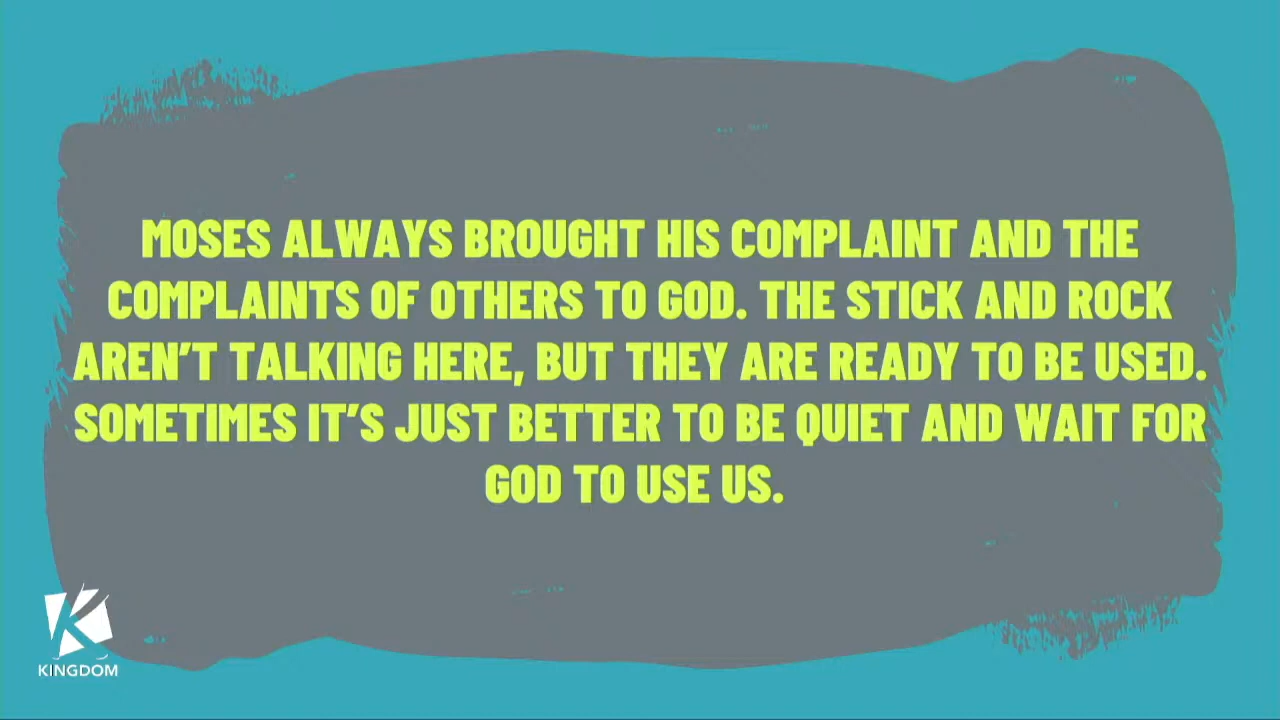 MOSES ALWAYS BROUGHT HIS COMPLAINT AND THE
COMPLAINTS OF OTHERS TO GOD. THE STICK AND ROCK
AREN'T TALKING HERE, BUT THEY ARE READY TO BE USED.
SOMETIMES IT'S JUST BETTER TO BE QUIET AND WAIT FOR
GOD TO USE US.
K
KINGDOM